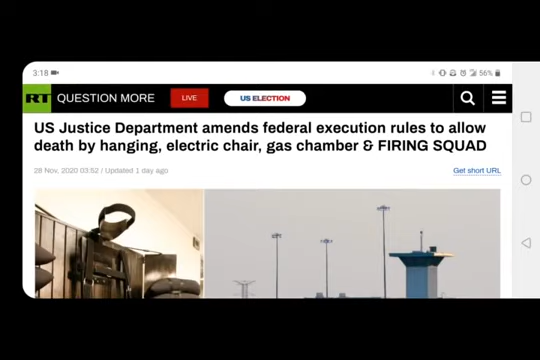 3:18 56%
RT QUESTION MORE LIVE US ELECTION
US Justice Department amends federal execution rules to allow
death by hanging, electric chair, gas chamber & FIRING SQUAD
28 Nov, 2020 03:52 / Updated 1 day ago Get short URL